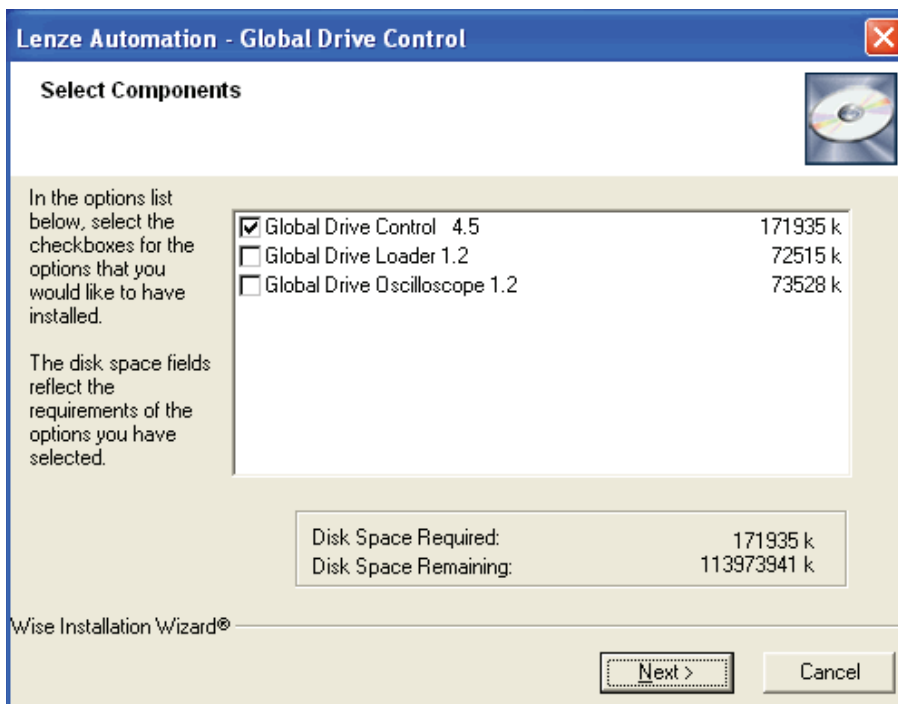 Lenze Automation - Global Drive Control
Select Components
In the options list
below, select the
checkboxes for the
options that you
would like to have
installed.
The disk space fields
reflect the
requirements of the
options you have
selected.
Global Drive Control 4.5 171935 k
Global Drive Loader 1.2 72515 k
Global Drive Oscilloscope 1.2 73528 k
Disk Space Required: 171935 k
Disk Space Remaining: 113973941 k
Wise Installation Wizard®
Next >
Cancel